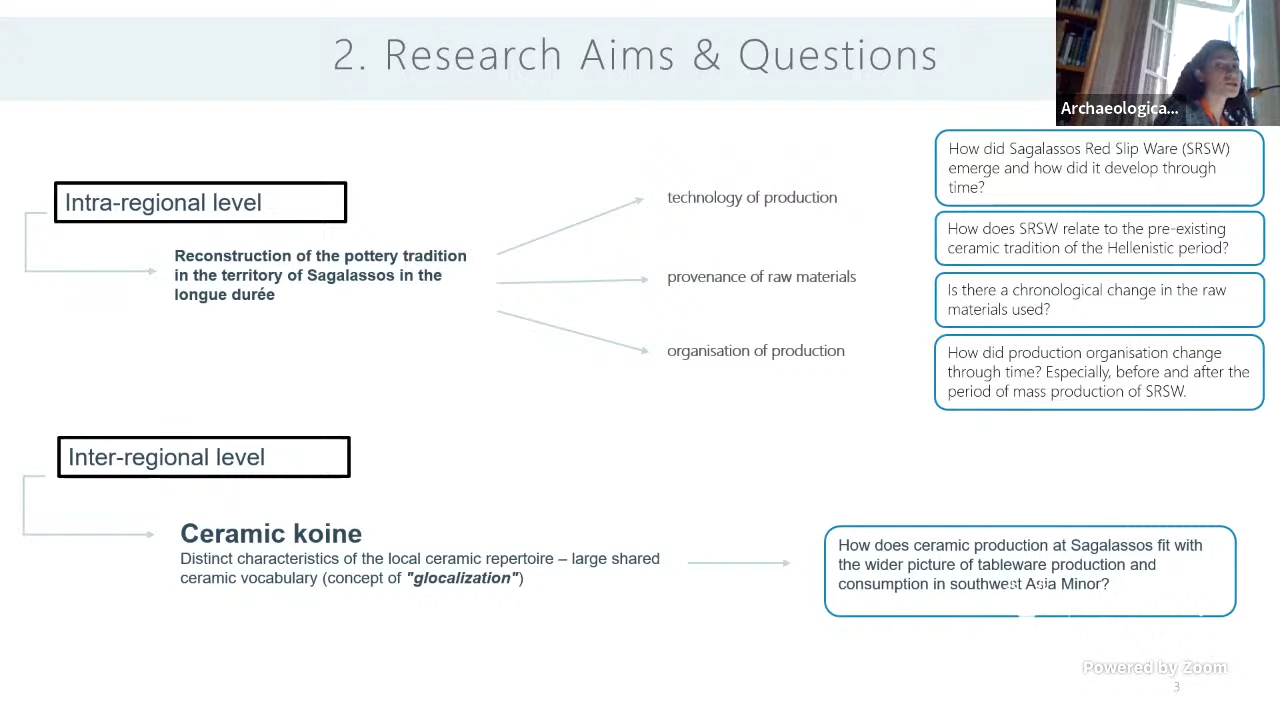 2. Research Aims & Questions
Archaeologica...
Intra-regional level
Reconstruction of the pottery tradition
in the territory of Sagalassos in the
longue durée
technology of production
provenance of raw materials
organisation of production
How did Sagalassos Red Slip Ware (SRSW)
emerge and how did it develop through
time?
How does SRSW relate to the pre-existing
ceramic tradition of the Hellenistic period?
Is there a chronological change in the raw
materials used?
How did production organisation change
through time? Especially, before and after the
period of mass production of SRSW.
Inter-regional level
Ceramic koine
Distinct characteristics of the local ceramic repertoire – large shared
ceramic vocabulary (concept of "glocalization")
How does ceramic production at Sagalassos fit with
the wider picture of tableware production and
consumption in southwest Asia Minor?
Powered by Zoom
3